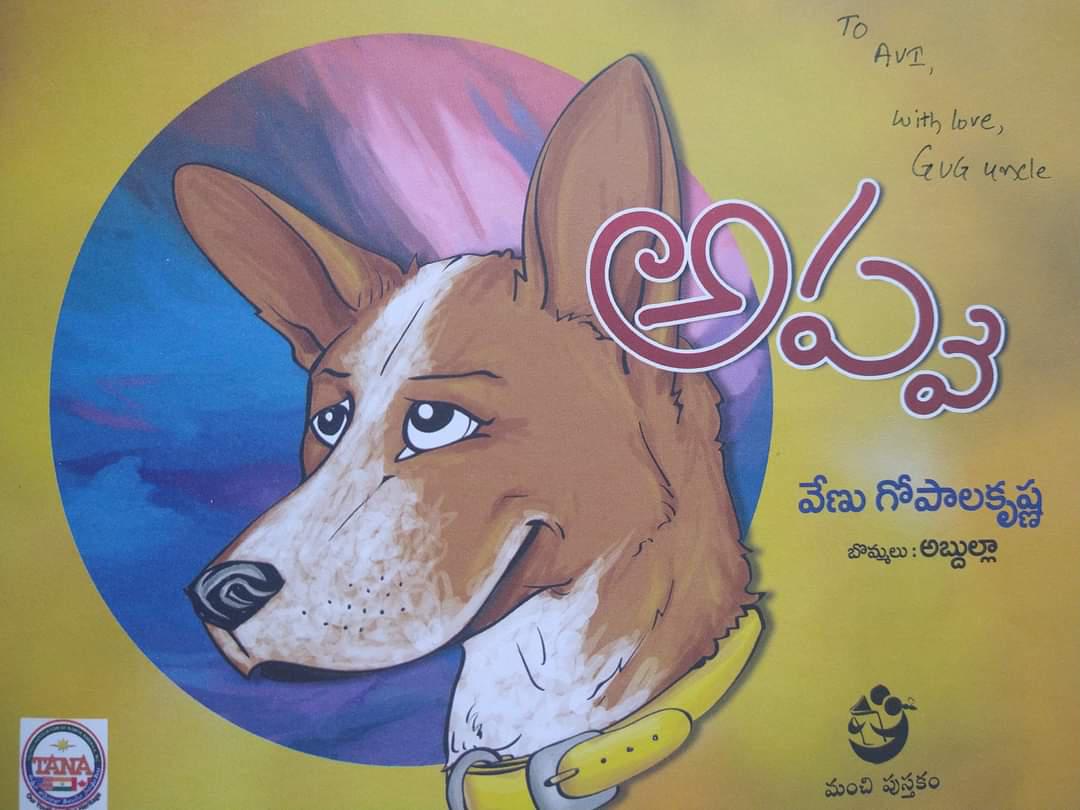 To
AVI,
with love,
GVG uncle
అప్పు
వేణు గోపాలకృష్ణ
బొమ్మలు : అబ్దుల్లా
మంచి పుస్తకం
TANA